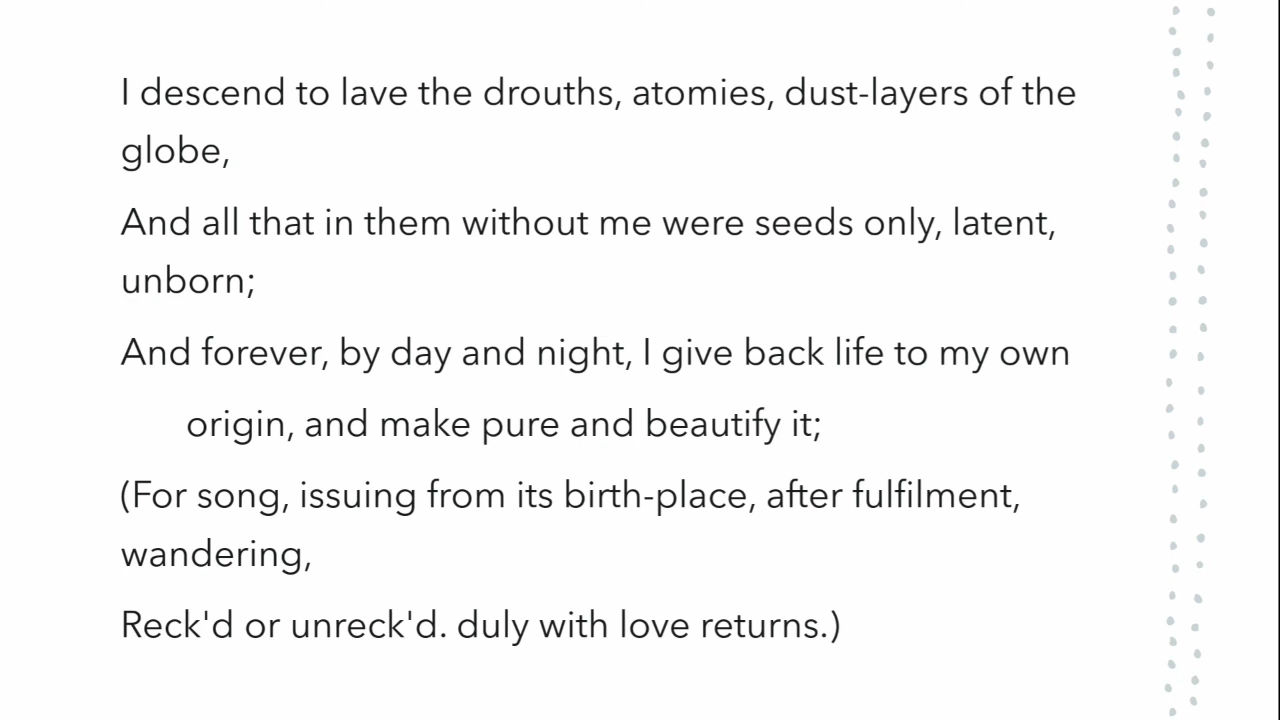 I descend to lave the drouths, atomies, dust-layers of the
globe,
And all that in them without me were seeds only, latent,
unborn;
And forever, by day and night, I give back life to my own
origin, and make pure and beautify it;
(For song, issuing from its birth-place, after fulfilment,
wandering,
Reck'd or unreck'd. duly with love returns.)